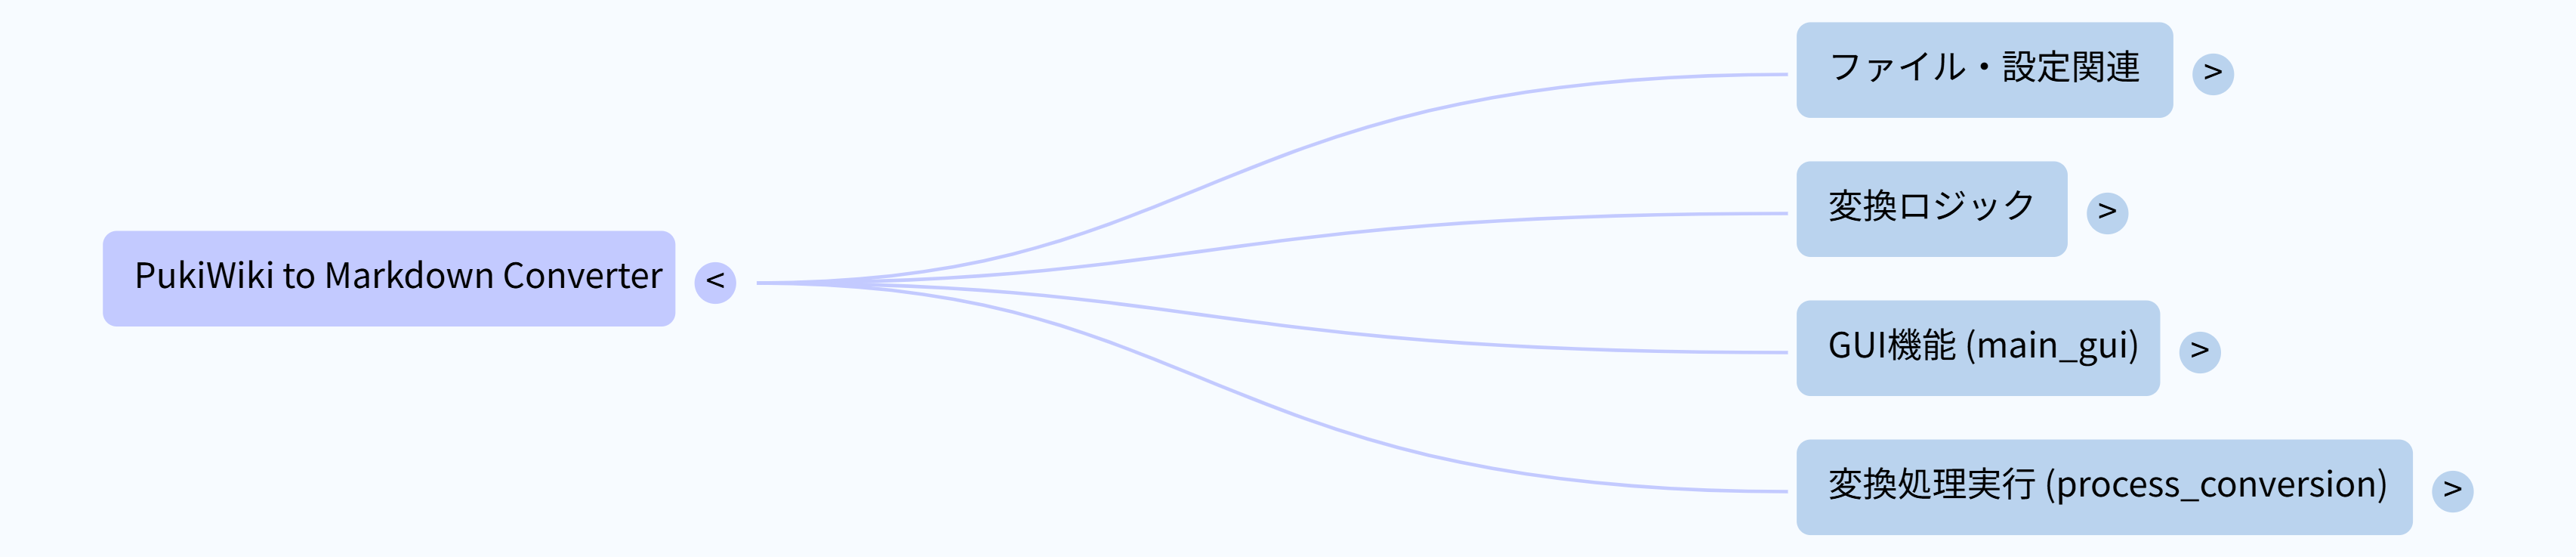 ファイル・設定関連 >
変換ロジック >
PukiWiki to Markdown Converter <
GUI機能 (main_gui) >
変換処理実行 (process_conversion) >